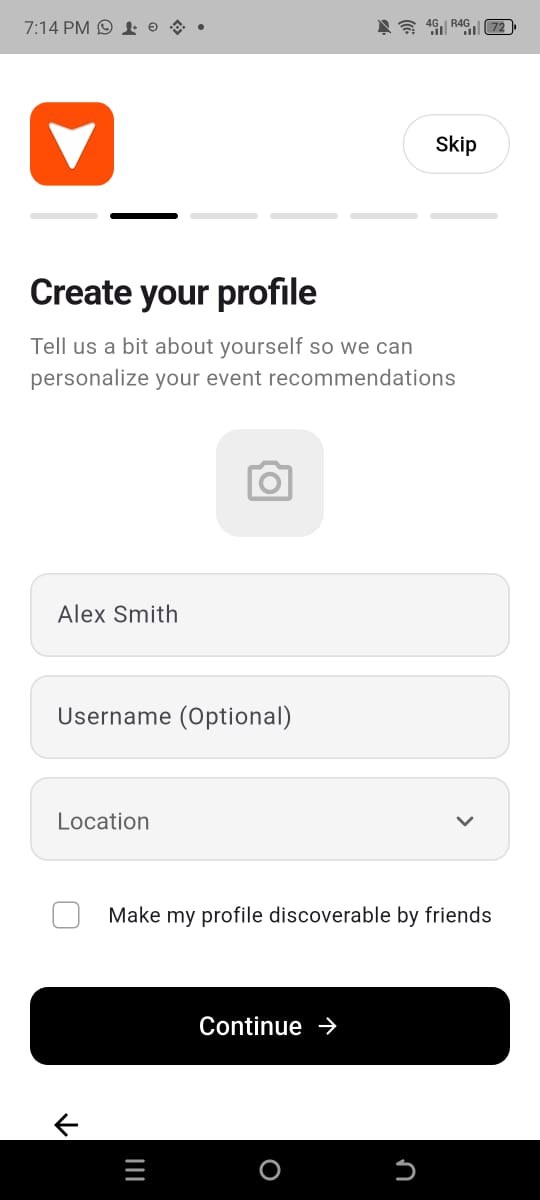 7:14 PM
4G R4G 72
Skip
Create your profile
Tell us a bit about yourself so we can
personalize your event recommendations
Alex Smith
Username (Optional)
Location
Make my profile discoverable by friends
Continue →